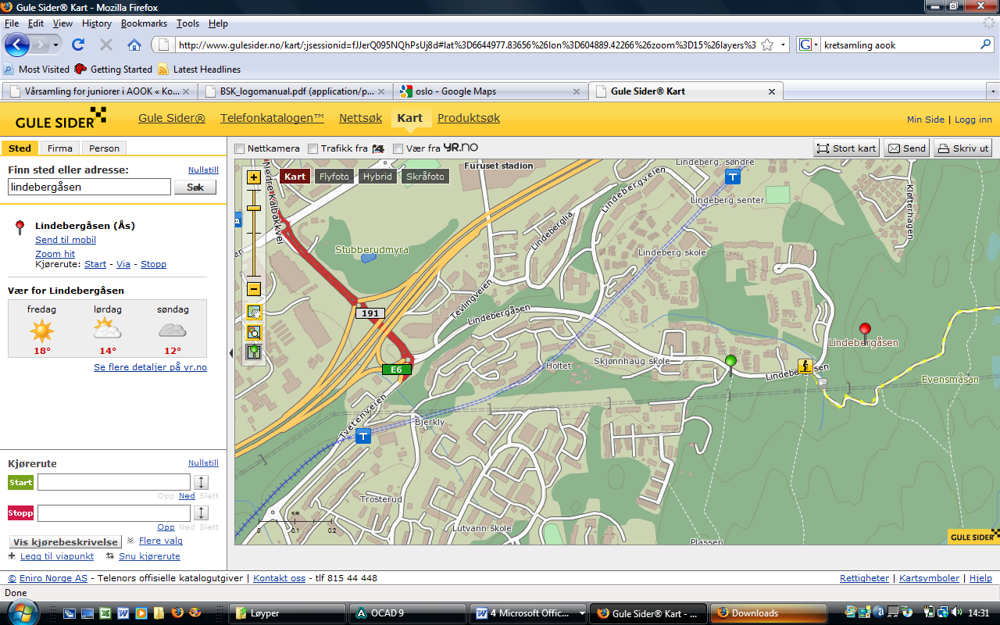 Gule Sider® Kart - Mozilla Firefox
File Edit View History Bookmarks Tools Help
http://www.gulesider.no/kart/;jsessionid=fJJerQ095NQhPsUj8d#lat%3D6644977.83656%26lon%3D604889.42266%26zoom%3D15%26layers%3
G kretsamling aook
Most Visited Getting Started Latest Headlines
Vårsamling for juniorer i AOOK « Ko...
BSK_logomanual.pdf (application/p...
oslo - Google Maps
Gule Sider® Kart
GULE SIDER Gule Sider® Telefonkatalogen™ Nettsøk Kart Produktsøk
Min Side | Logg inn
Sted Firma Person
Nettkamera Trafikk fra Vær fra YR.NO
Stort kart Send Skriv ut
Finn sted eller adresse: Nullstill
lindebergåsen Søk
Lindebergåsen (Ås)
Send til mobil
Zoom hit
Kjørerute: Start - Via - Stopp
Vær for Lindebergåsen
fredag lørdag søndag
18° 14° 12°
Se flere detaljer på yr.no
Kjørerute Nullstill
Start
Opp Ned Slett
Stopp
Opp Ned Slett
Vis kjørebeskrivelse Flere valg
Legg til viapunkt Snu kjørerute
Kart Flyfoto Hybrid Skråfoto
Nedre Kalbakkvei
Furuset stadion
Lindeberg, søndre
T
Lindebergveien
Lindeberg senter
Kløfterhagen
Stubberudmyra
Lindeberglia
Lindeberg skole
Tevlingveien
Lindebergåsen
191
Lindebergåsen
E6
Holtet
Skjønnhaug skole
Lindebergåsen
Evensmåsan
Tvetenveien
Bjerkly
T
Trosterud
KM
0 0.1 0.2
Lutvann skole
Plassen
GULE SIDER
© Eniro Norge AS - Telenors offisielle katalogutgiver | Kontakt oss - tlf 815 44 448
Rettigheter | Kartsymboler | Hjelp
Done
Løyper
OCAD 9
4 Microsoft Offic...
Gule Sider® Kart - ...
Downloads
14:31